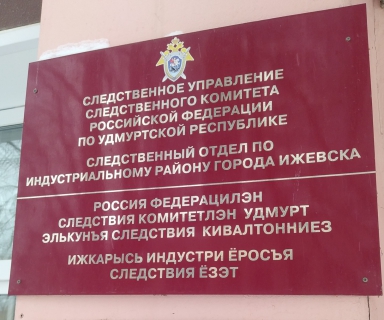 СЛЕДСТВЕННОЕ УПРАВЛЕНИЕ
СЛЕДСТВЕННОГО КОМИТЕТА
РОССИЙСКОЙ ФЕДЕРАЦИИ
ПО УДМУРТСКОЙ РЕСПУБЛИКЕ
СЛЕДСТВЕННЫЙ ОТДЕЛ ПО
ИНДУСТРИАЛЬНОМУ РАЙОНУ ГОРОДА ИЖЕВСКА
РОССИЯ ФЕДЕРАЦИЛЭН
СЛЕДСТВИЯ КОМИТЕТЛЭН УДМУРТ
ЭЛЬКУНЪЯ СЛЕДСТВИЯ КИВАЛТОННИЕЗ
ИЖКАРЫСЬ ИНДУСТРИ ЁРОСЪЯ
СЛЕДСТВИЯ ЁЗЭТ